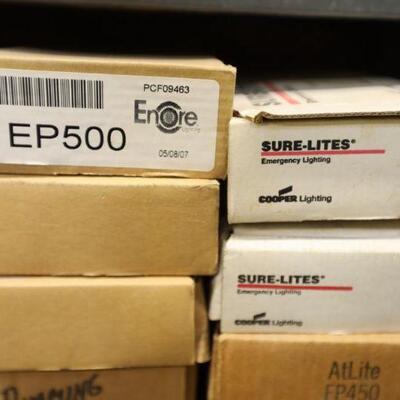 PCF09463
Encore
Lighting
EP500
05/08/07
SURE-LITES®
Emergency Lighting
COOPER Lighting
SURE-LITES®
Emergency Lighting
COOPER Lighting
AtLite
EP450